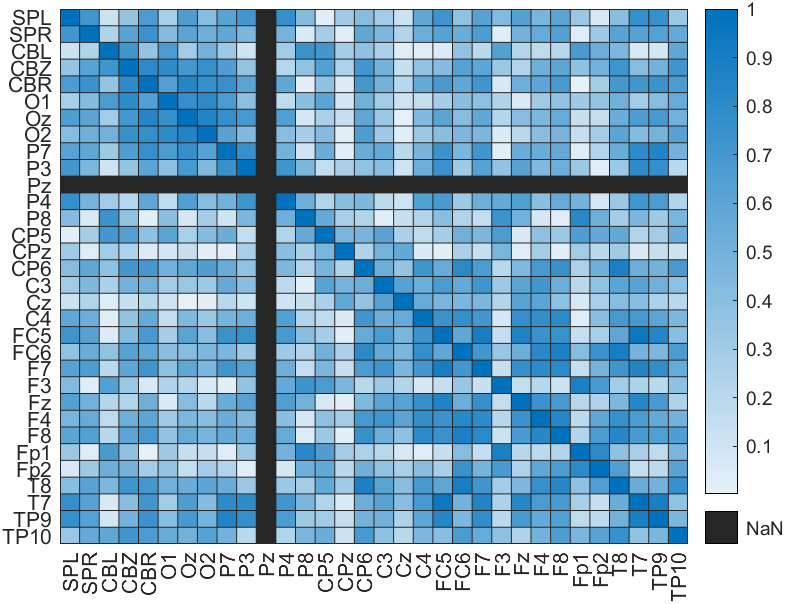 SPL
SPR
CBL
CBZ
CBR
O1
Oz
O2
P7
P3
Pz
P4
P8
CP5
CPz
CP6
C3
Cz
C4
FC5
FC6
F7
F3
Fz
F4
F8
Fp1
Fp2
T8
T7
TP9
TP10
SPL SPR CBL CBZ CBR O1 Oz O2 P7 P3 Pz P4 P8 CP5 CPz CP6 C3 Cz C4 FC5 FC6 F7 F3 Fz F4 F8 Fp1 Fp2 T8 T7 TP9 TP10
1
0.9
0.8
0.7
0.6
0.5
0.4
0.3
0.2
0.1
NaN